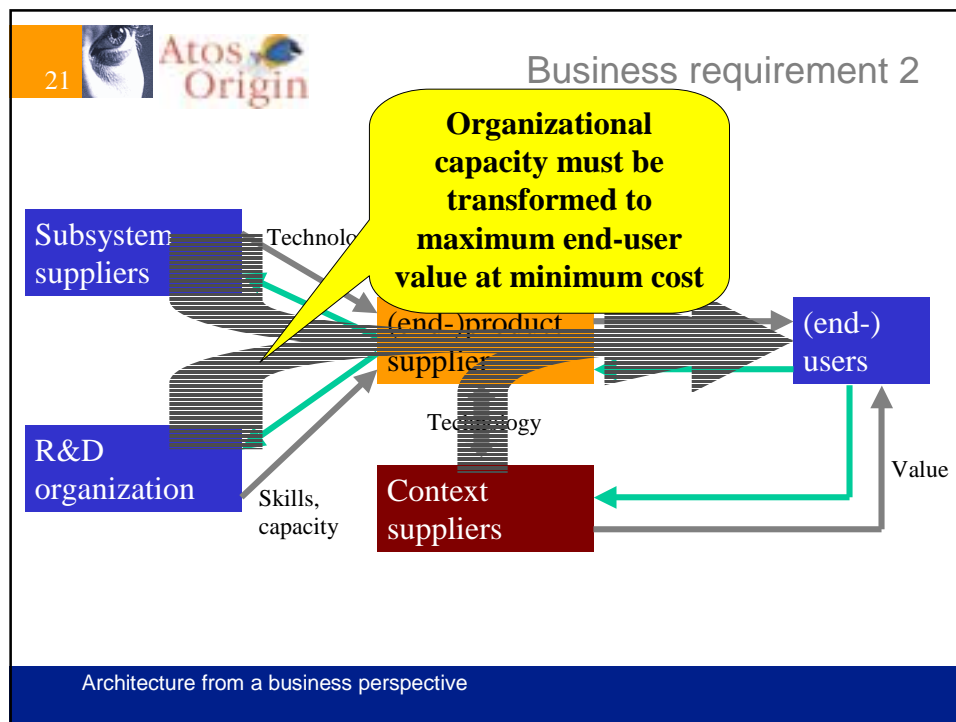 21
Atos
Origin
Business requirement 2
Organizational
capacity must be
transformed to
maximum end-user
value at minimum cost
Subsystem
suppliers
Technolo
(end-)product
supplier
(end-)
users
Technology
R&D
organization
Skills,
capacity
Context
suppliers
Value
Architecture from a business perspective